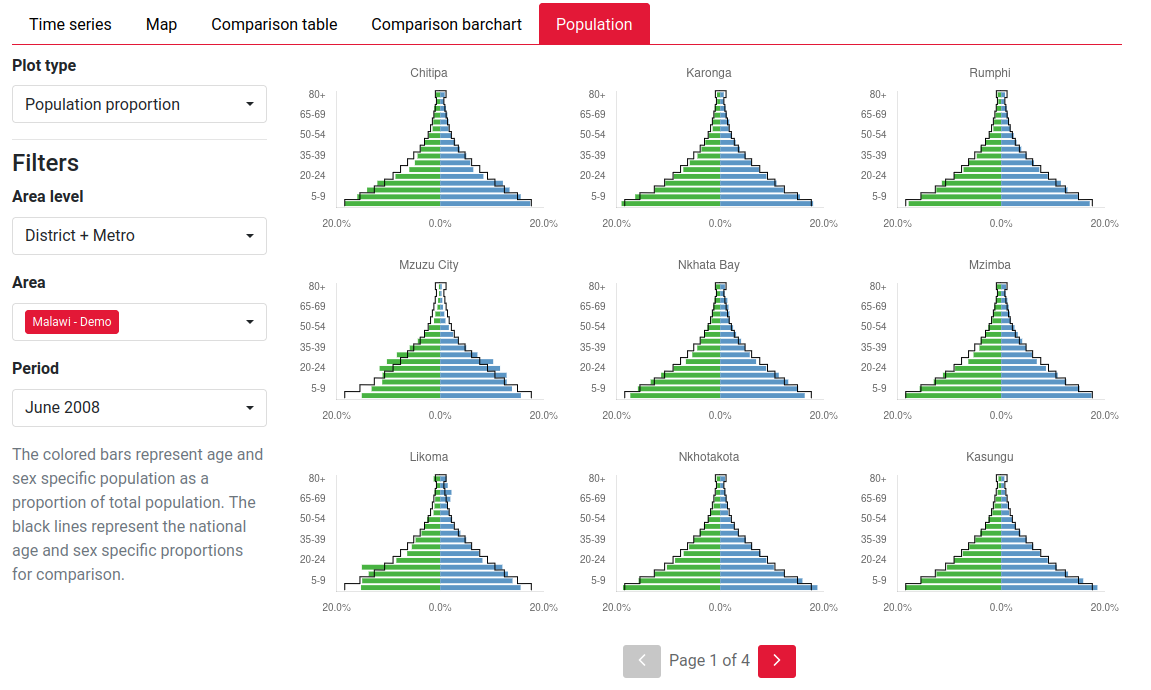 Time series Map Comparison table Comparison barchart Population
Plot type
Population proportion
Filters
Area level
District + Metro
Area
Malawi - Demo
Period
June 2008
The colored bars represent age and
sex specific population as a
proportion of total population. The
black lines represent the national
age and sex specific proportions
for comparison.
Chitipa
80+
65-69
50-54
35-39
20-24
5-9
20.0% 0.0% 20.0%
Karonga
80+
65-69
50-54
35-39
20-24
5-9
20.0% 0.0% 20.0%
Rumphi
80+
65-69
50-54
35-39
20-24
5-9
20.0% 0.0% 20.0%
Mzuzu City
80+
65-69
50-54
35-39
20-24
5-9
20.0% 0.0% 20.0%
Nkhata Bay
80+
65-69
50-54
35-39
20-24
5-9
20.0% 0.0% 20.0%
Mzimba
80+
65-69
50-54
35-39
20-24
5-9
20.0% 0.0% 20.0%
Likoma
80+
65-69
50-54
35-39
20-24
5-9
20.0% 0.0% 20.0%
Nkhotakota
80+
65-69
50-54
35-39
20-24
5-9
20.0% 0.0% 20.0%
Kasungu
80+
65-69
50-54
35-39
20-24
5-9
20.0% 0.0% 20.0%
Page 1 of 4